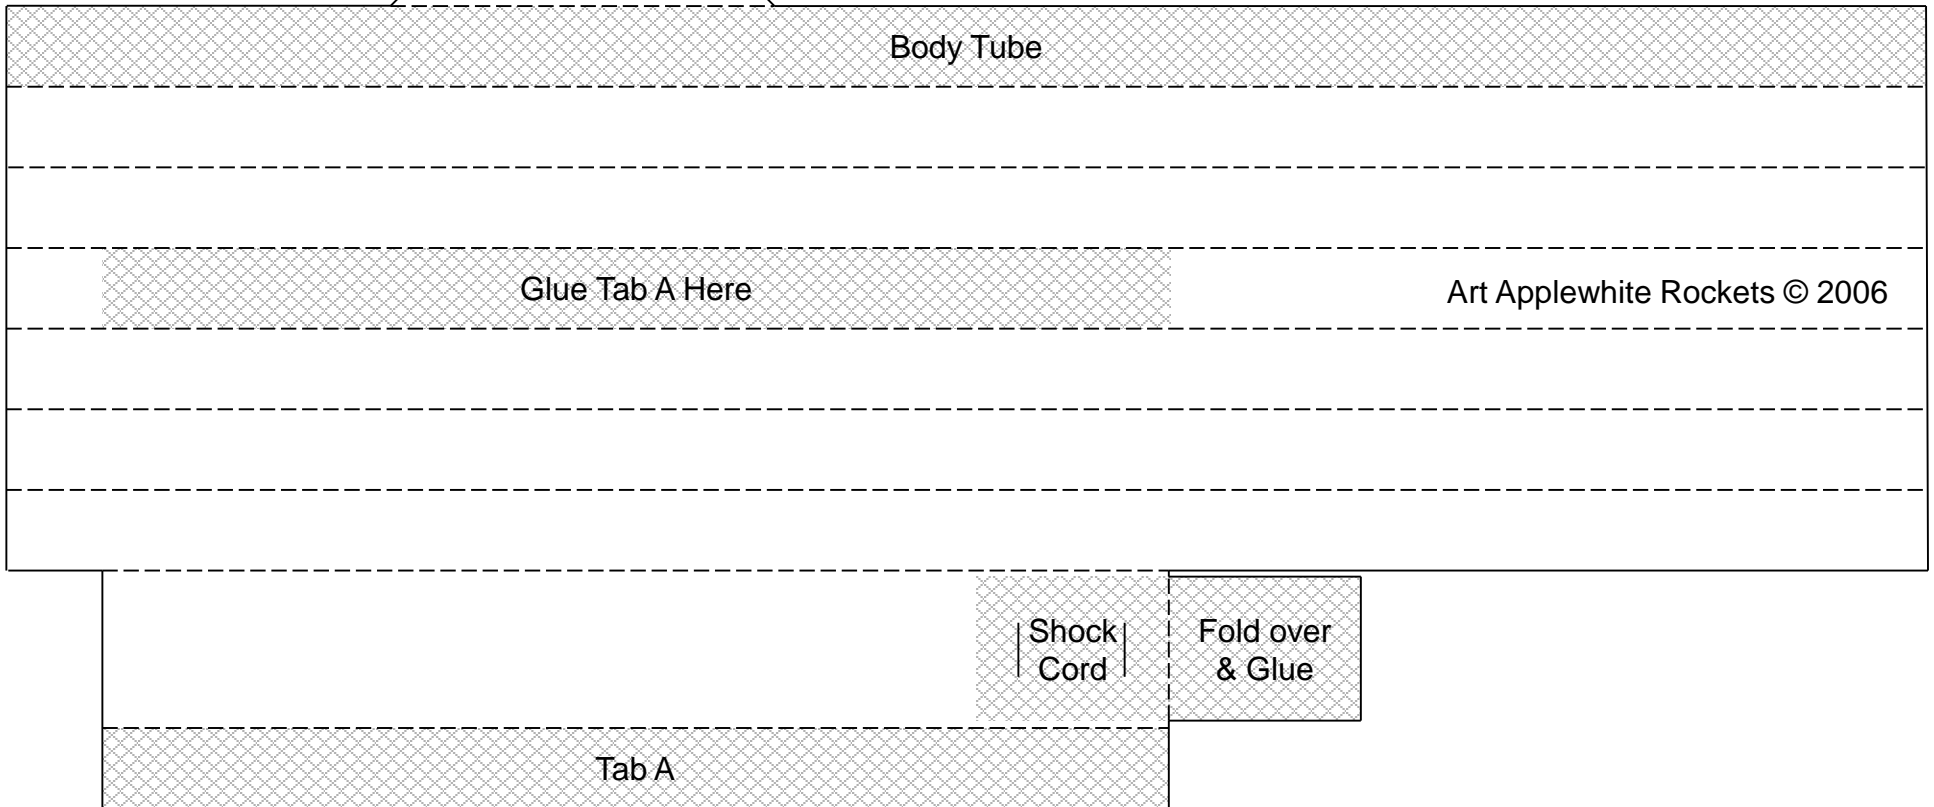 Body Tube
Glue Tab A Here
Art Applewhite Rockets © 2006
Shock
Cord
Fold over
& Glue
Tab A